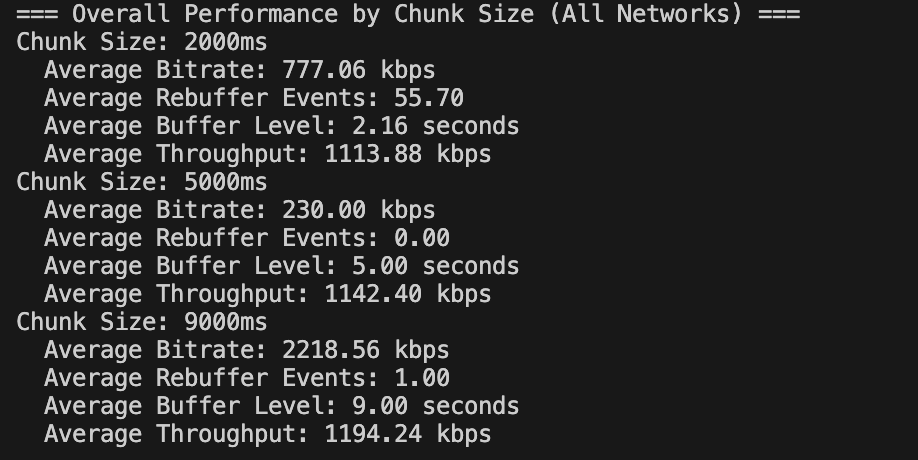 === Overall Performance by Chunk Size (All Networks) ===
Chunk Size: 2000ms
  Average Bitrate: 777.06 kbps
  Average Rebuffer Events: 55.70
  Average Buffer Level: 2.16 seconds
  Average Throughput: 1113.88 kbps
Chunk Size: 5000ms
  Average Bitrate: 230.00 kbps
  Average Rebuffer Events: 0.00
  Average Buffer Level: 5.00 seconds
  Average Throughput: 1142.40 kbps
Chunk Size: 9000ms
  Average Bitrate: 2218.56 kbps
  Average Rebuffer Events: 1.00
  Average Buffer Level: 9.00 seconds
  Average Throughput: 1194.24 kbps